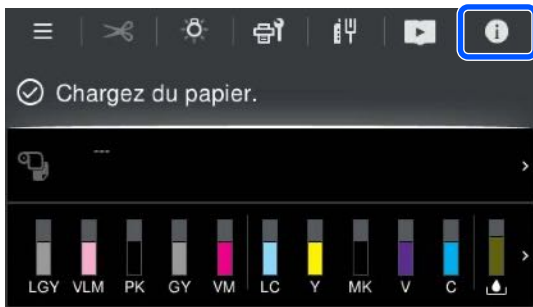 Chargez du papier.
---
LGY VLM PK GY VM LC Y MK V C